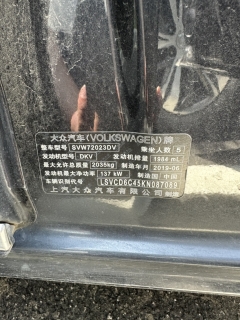 大众汽车(VOLKSWAGEN)牌
整车型号 SVW72023DV 乘坐人数 5
发动机型号 DKV 发动机排量 1984 mL
最大允许总质量 2035kg 制造年月 2019-06
发动机最大净功率 137 kW 制造国 中国
车辆识别代号 LSVCD6C45KN087089
上汽大众汽车有限公司 制造